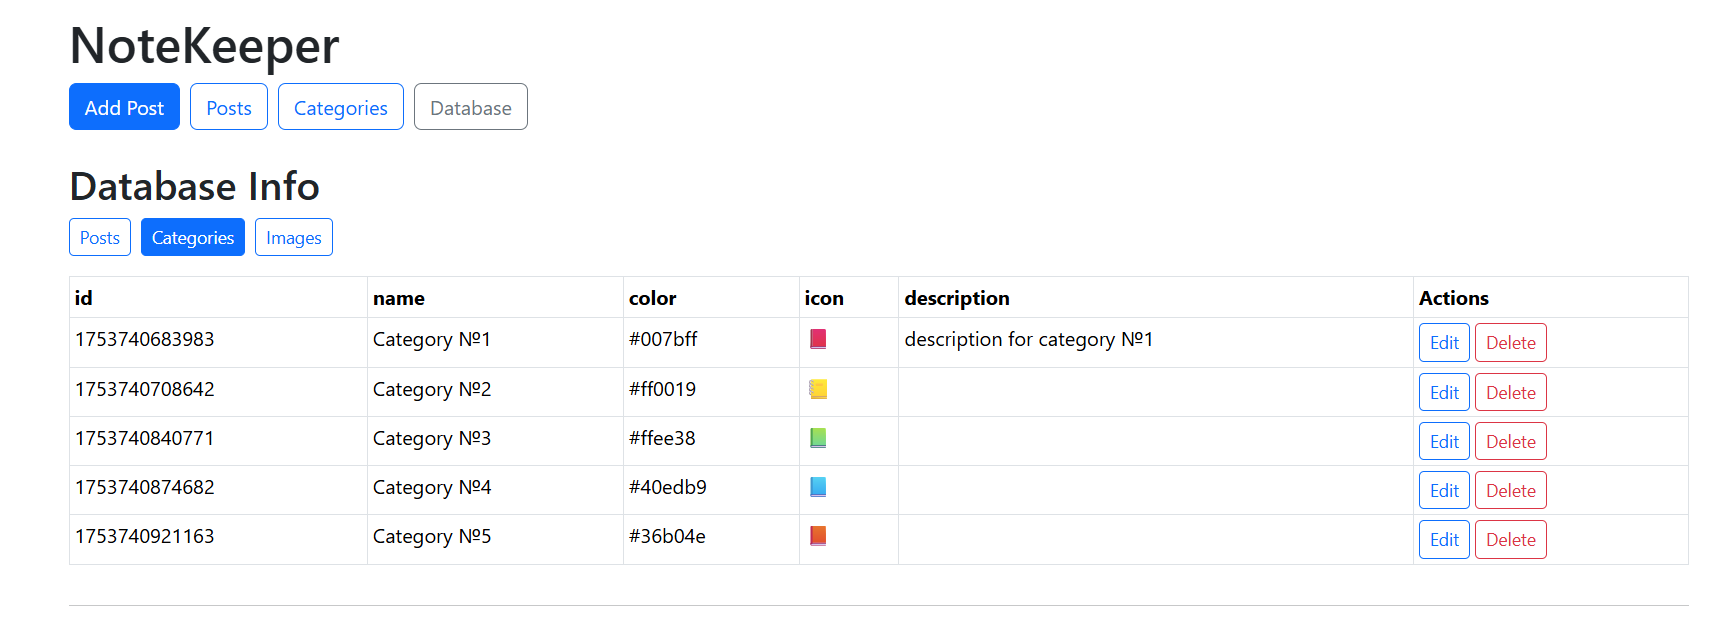 NoteKeeper
Add Post Posts Categories Database
Database Info
Posts Categories Images
id name color icon description Actions
1753740683983 Category №1 #007bff description for category №1 Edit Delete
1753740708642 Category №2 #ff0019 Edit Delete
1753740840771 Category №3 #ffee38 Edit Delete
1753740874682 Category №4 #40edb9 Edit Delete
1753740921163 Category №5 #36b04e Edit Delete